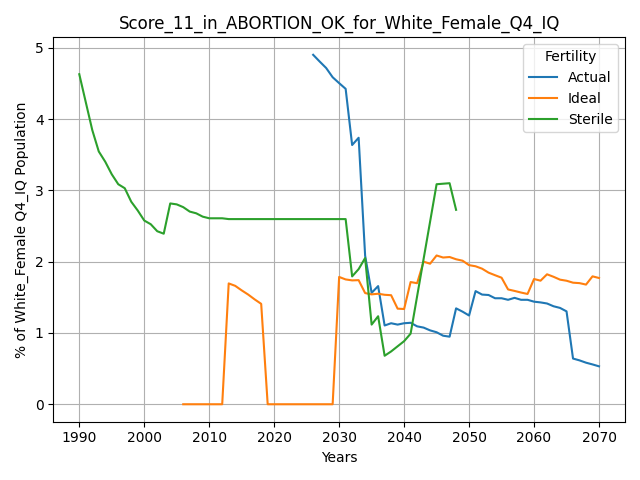 Score_11_in_ABORTION_OK_for_White_Female_Q4_IQ
Fertility
Actual
Ideal
Sterile
% of White_Female Q4_IQ Population
5
4
3
2
1
0
1990 2000 2010 2020 2030 2040 2050 2060 2070
Years